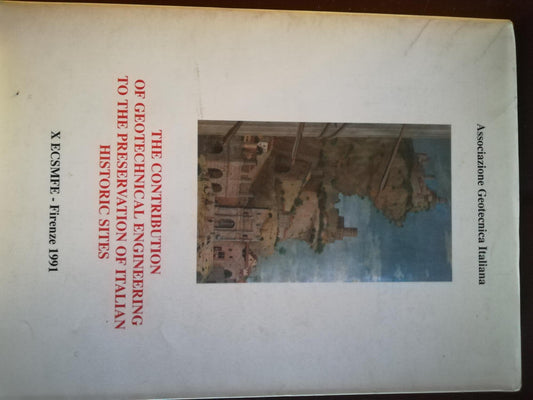 Associazione Geotecnica Italiana
THE CONTRIBUTION
OF GEOTECHNICAL ENGINEERING
TO THE PRESERVATION OF ITALIAN
HISTORIC SITES
X ECSMFE - Firenze 1991